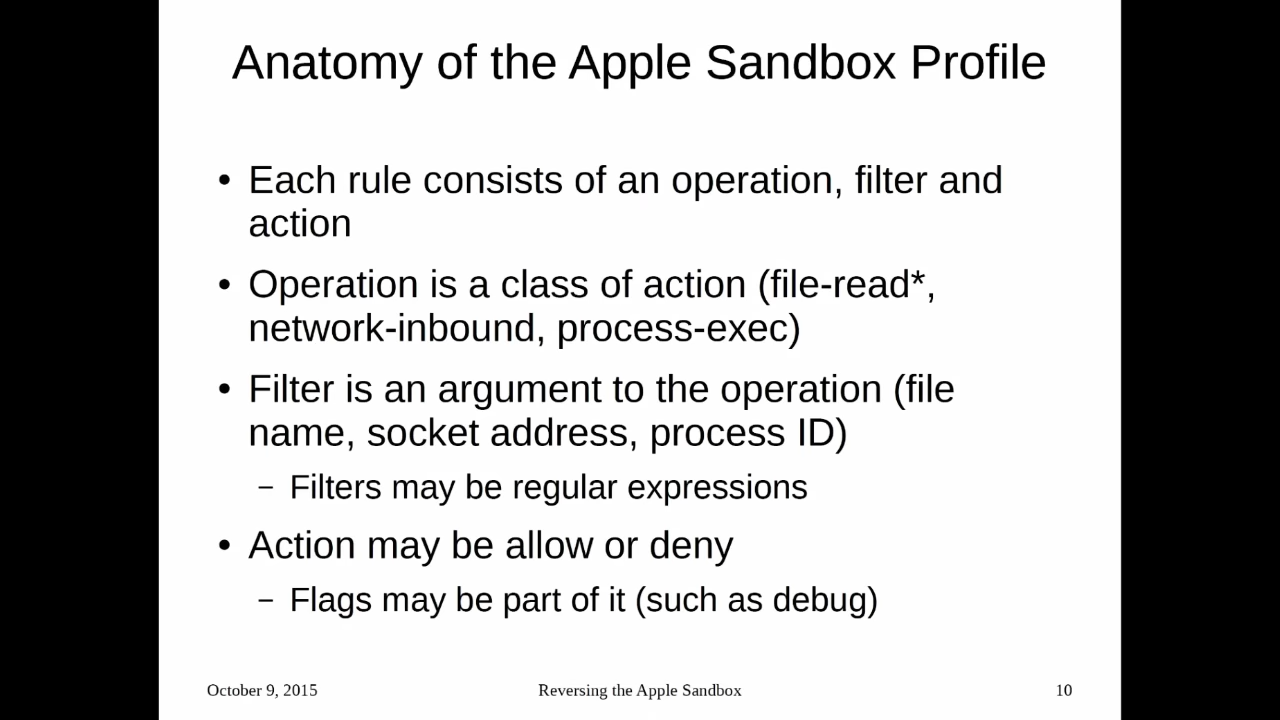 Anatomy of the Apple Sandbox Profile
• Each rule consists of an operation, filter and
action
• Operation is a class of action (file-read*,
network-inbound, process-exec)
• Filter is an argument to the operation (file
name, socket address, process ID)
– Filters may be regular expressions
• Action may be allow or deny
– Flags may be part of it (such as debug)
October 9, 2015 Reversing the Apple Sandbox 10